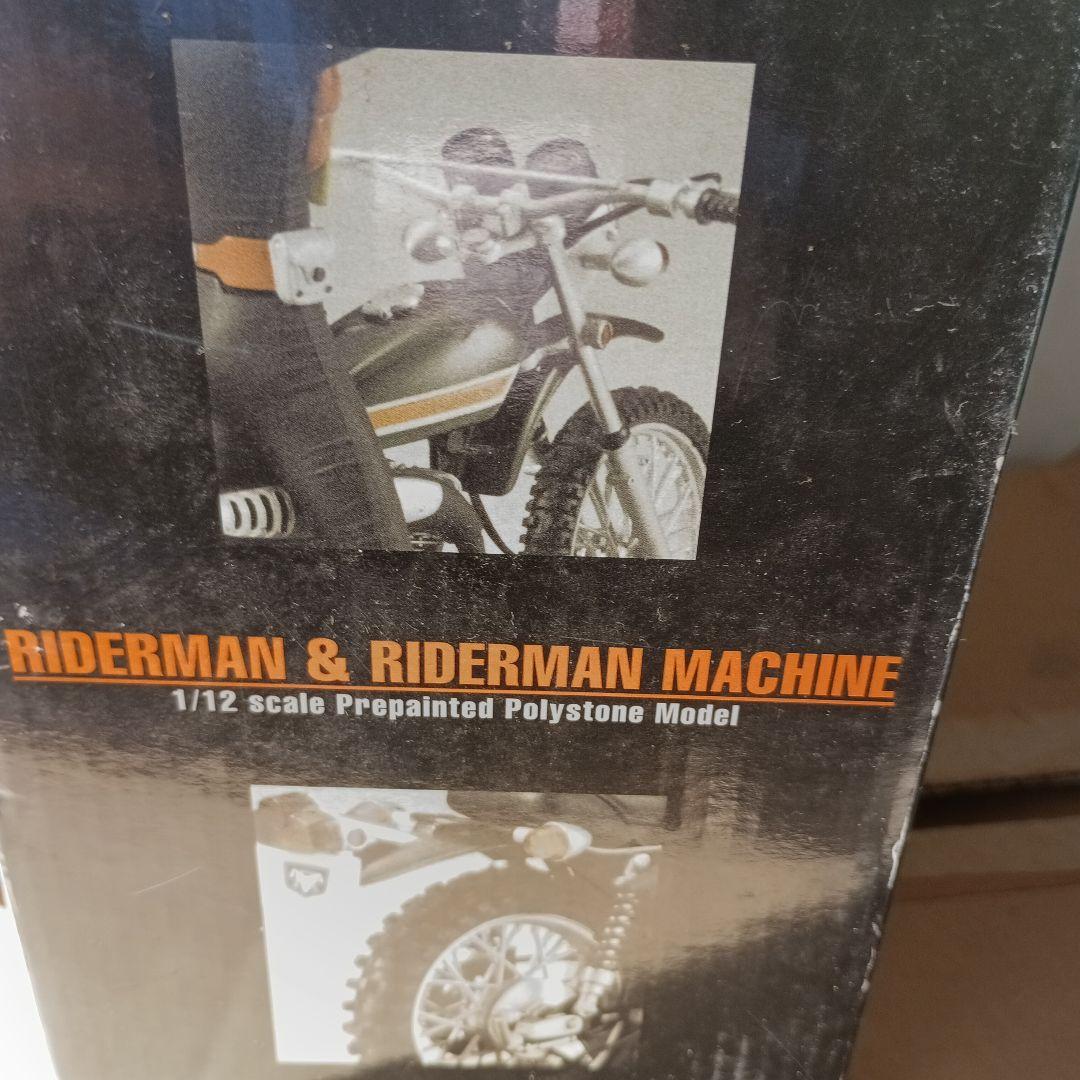 RIDERMAN & RIDERMAN MACHINE
1/12 scale Prepainted Polystone Model